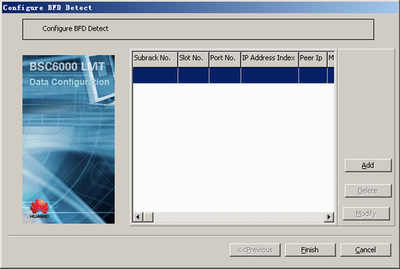 Configure BFD Detect
Configure BFD Detect
BSC6000 LMT
Data Configuration
HUAWEI
Subrack No. Slot No. Port No. IP Address Index Peer Ip M
Add
Delete
Modify
<<Previous Finish Cancel